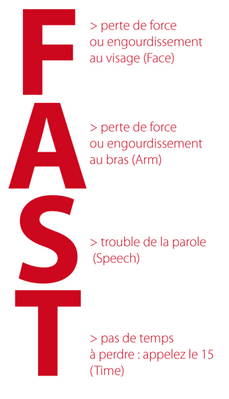 F
> perte de force
ou engourdissement
au visage (Face)
A
> perte de force
ou engourdissement
au bras (Arm)
S
> trouble de la parole
(Speech)
T
> pas de temps
à perdre : appelez le 15
(Time)